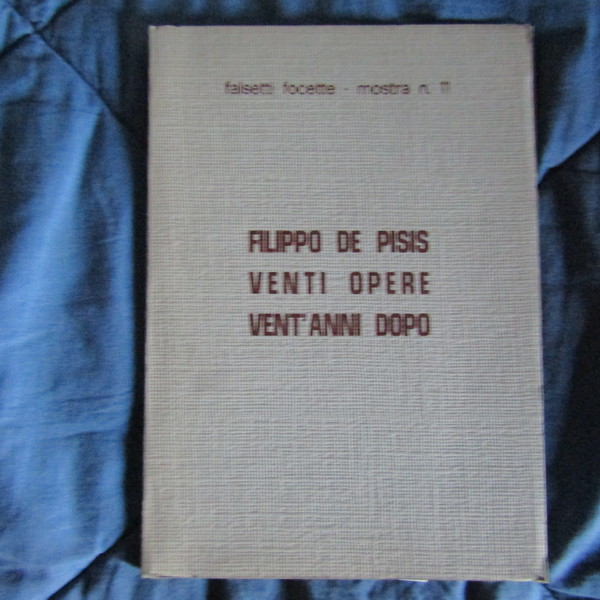 falsetti focette - mostra n. 11
FILIPPO DE PISIS
VENTI OPERE
VENT'ANNI DOPO